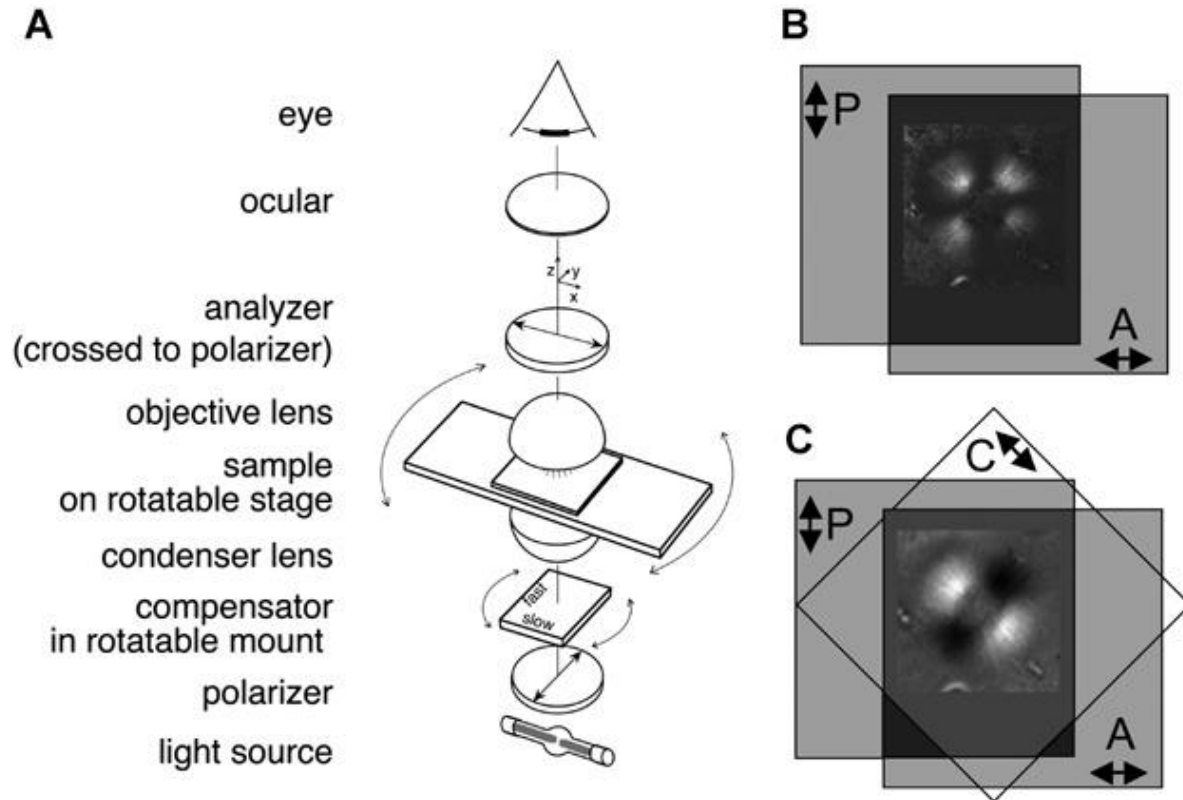 A
eye
ocular
z
y
x
analyzer
(crossed to polarizer)
objective lens
sample
on rotatable stage
condenser lens
fast
slow
compensator
in rotatable mount
polarizer
light source
B
P
A
C
C
P
A